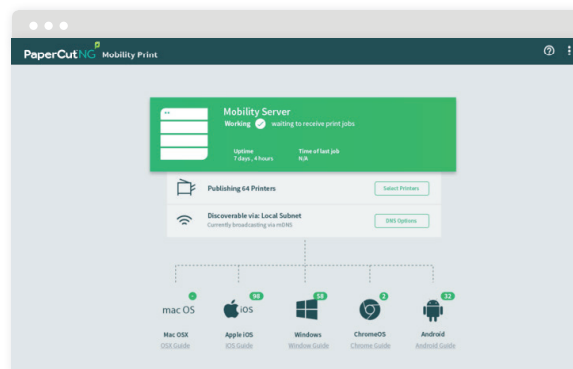 PaperCut NG Mobility Print
Mobility Server
Working waiting to receive print jobs
Uptime Time of last job
7 days, 4 hours N/A
Publishing 64 Printers Select Printers
Discoverable via: Local Subnet
Currently broadcasting via mDNS
DNS Options
- 98 58 2 32
mac OS iOS
Mac OSX Apple iOS Windows ChromeOS Android
OSX Guide iOS Guide Window Guide Chrome Guide Android Guide